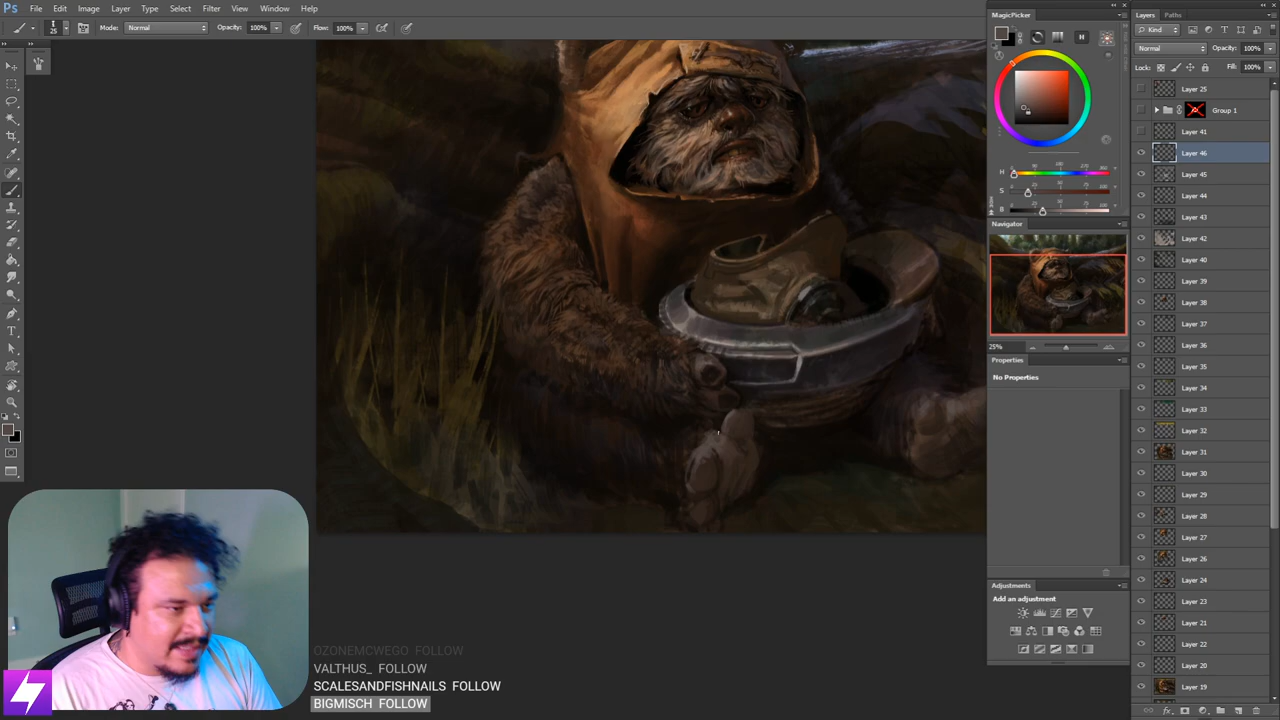 Ps File Edit Image Layer Type Select Filter View Window Help
25 Mode: Normal Opacity: 100% Flow: 100%
MagicPicker
H
H
S
B
Navigator
25%
Properties
No Properties
Adjustments
Add an adjustment
Layers Paths
Kind
Normal Opacity: 100%
Lock: Fill: 100%
Layer 25
Group 1
Layer 41
Layer 46
Layer 45
Layer 44
Layer 43
Layer 42
Layer 40
Layer 39
Layer 38
Layer 37
Layer 36
Layer 35
Layer 34
Layer 33
Layer 32
Layer 31
Layer 30
Layer 29
Layer 28
Layer 27
Layer 26
Layer 24
Layer 23
Layer 21
Layer 22
Layer 20
Layer 19
fx
OZONEMCWEGO FOLLOW
VALTHUS_ FOLLOW
SCALESANDFISHNAILS FOLLOW
BIGMISCH FOLLOW